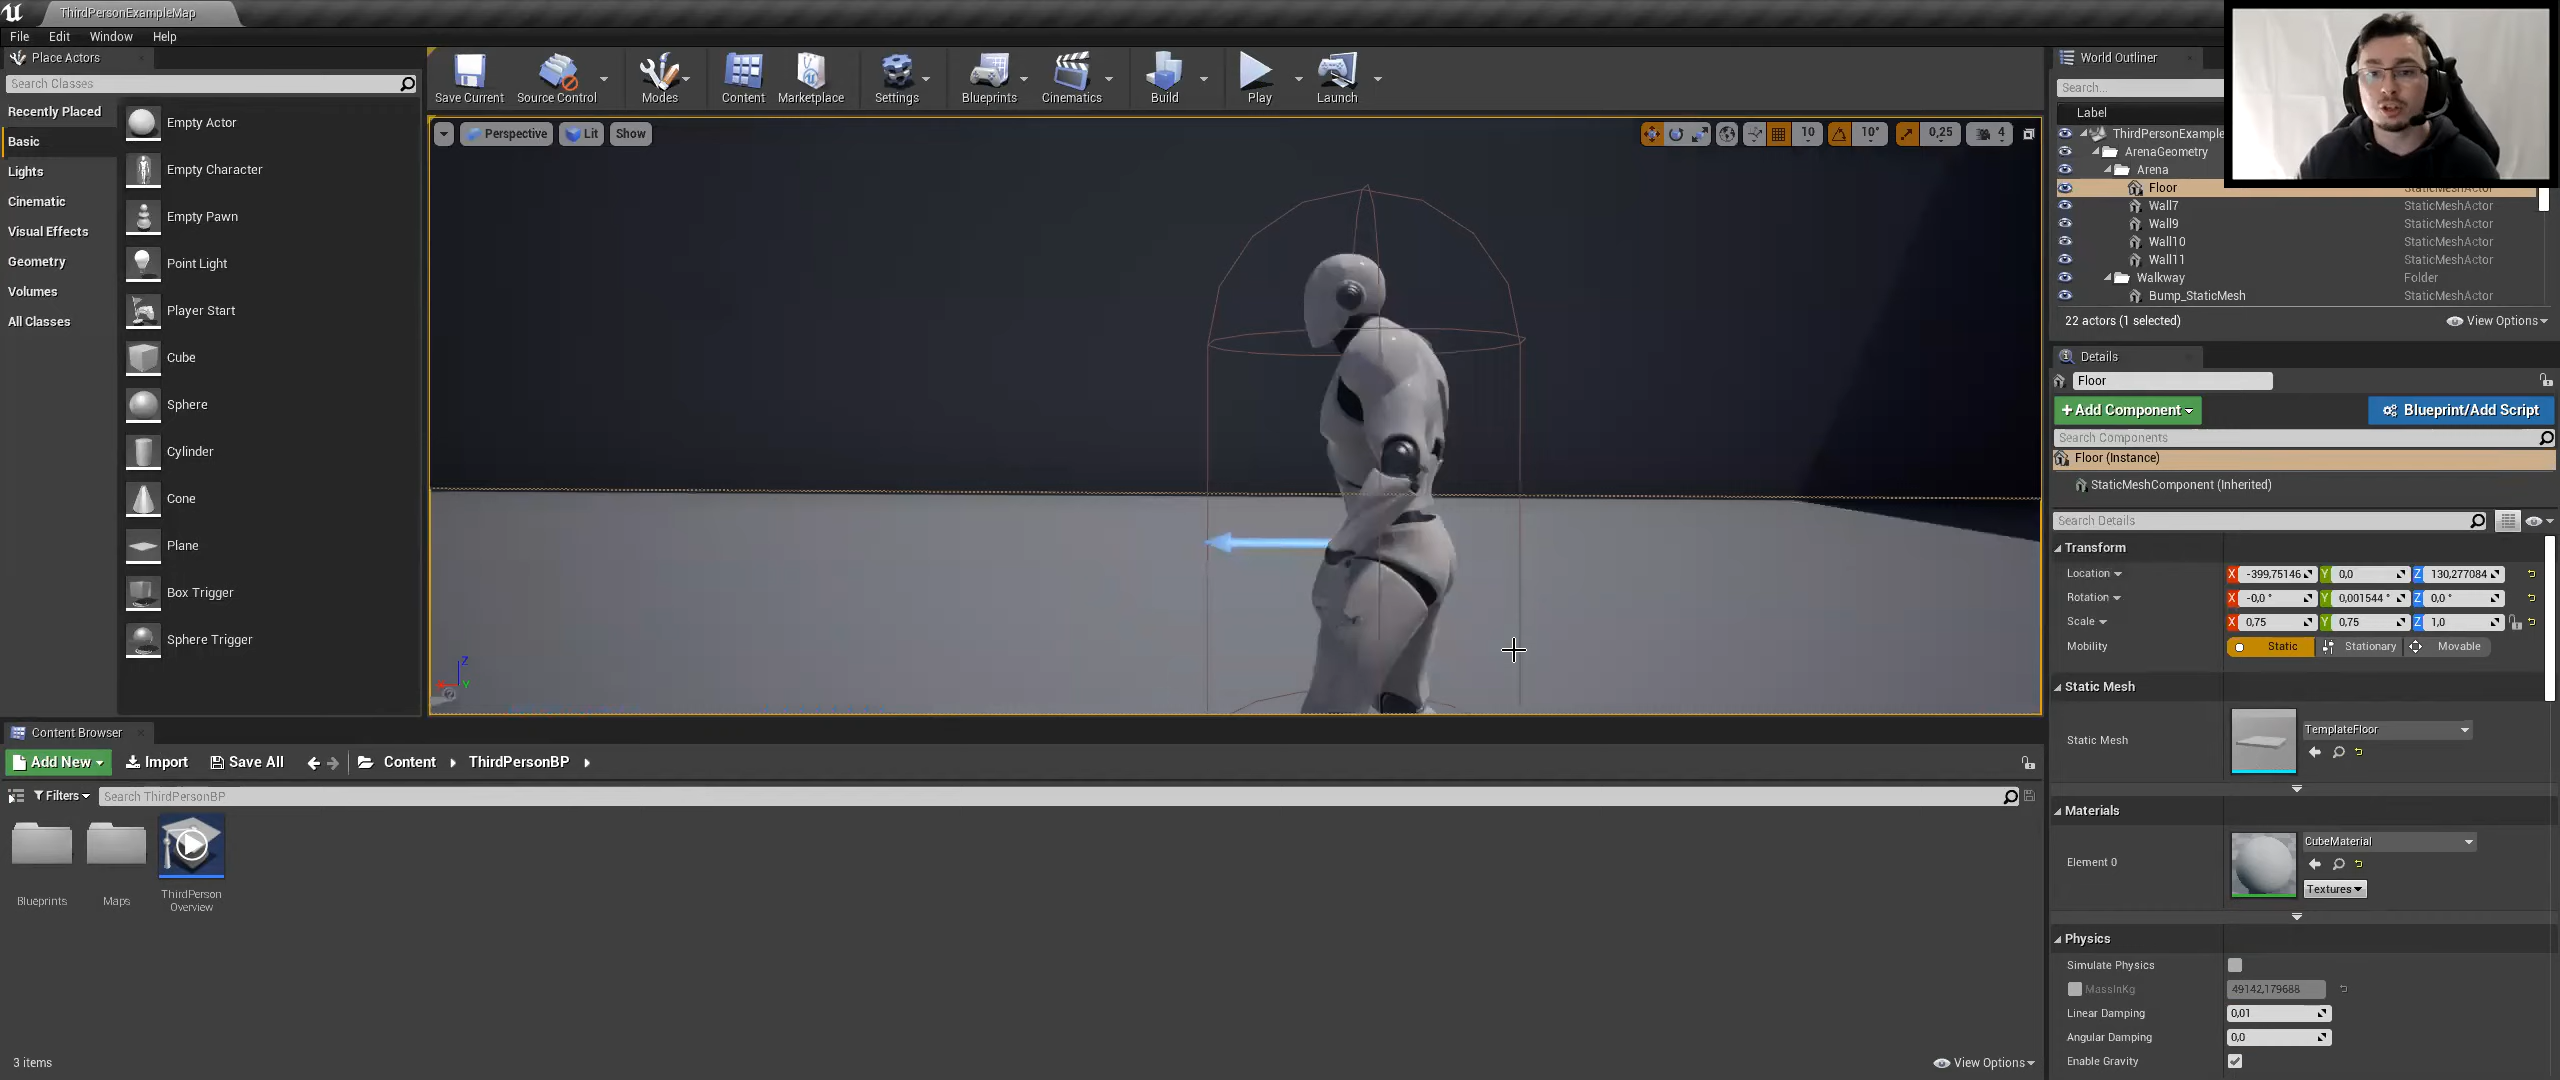 ThirdPersonExampleMap
File Edit Window Help
Place Actors
Search Classes
Recently Placed
Basic
Lights
Cinematic
Visual Effects
Geometry
Volumes
All Classes
Empty Actor
Empty Character
Empty Pawn
Point Light
Player Start
Cube
Sphere
Cylinder
Cone
Plane
Box Trigger
Sphere Trigger
Save Current Source Control Modes Content Marketplace Settings Blueprints Cinematics Build Play Launch
Perspective Lit Show
10 10° 0,25 4
Z
Y
World Outliner
Search...
Label
ThirdPersonExample
ArenaGeometry
Arena
Floor StaticMeshActor
Wall7 StaticMeshActor
Wall9 StaticMeshActor
Wall10 StaticMeshActor
Wall11 StaticMeshActor
Walkway Folder
Bump_StaticMesh StaticMeshActor
22 actors (1 selected) View Options
Details
Floor
+Add Component Blueprint/Add Script
Search Components
Floor (Instance)
StaticMeshComponent (Inherited)
Search Details
Transform
Location X -399,75146 Y 0,0 Z 130,277084
Rotation X -0,0 ° Y 0,001544 ° Z 0,0 °
Scale X 0,75 Y 0,75 Z 1,0
Mobility Static Stationary Movable
Static Mesh
Static Mesh TemplateFloor
Materials
Element 0 CubeMaterial
Textures
Physics
Simulate Physics
MassInKg 49142,179688
Linear Damping 0,01
Angular Damping 0,0
Enable Gravity
Content Browser
Add New Import Save All Content ThirdPersonBP
Filters Search ThirdPersonBP
Blueprints
Maps
ThirdPerson
Overview
3 items View Options